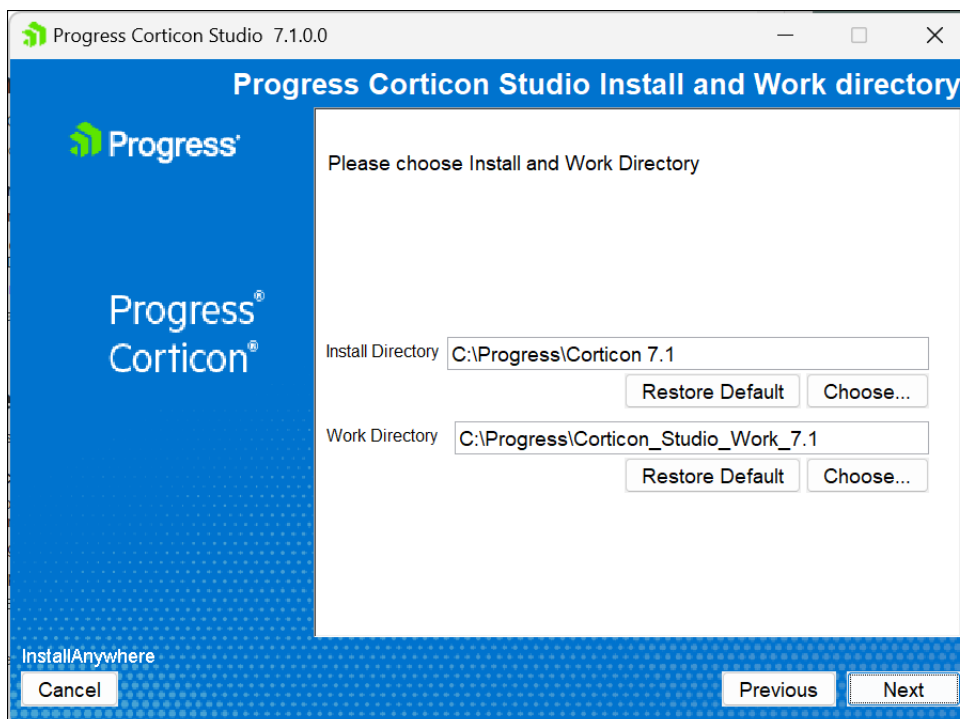 Progress Corticon Studio 7.1.0.0
Progress Corticon Studio Install and Work directory
Progress®
Please choose Install and Work Directory
Progress®
Corticon®
Install Directory C:\Progress\Corticon 7.1
Restore Default Choose...
Work Directory C:\Progress\Corticon_Studio_Work_7.1
Restore Default Choose...
InstallAnywhere
Cancel Previous Next